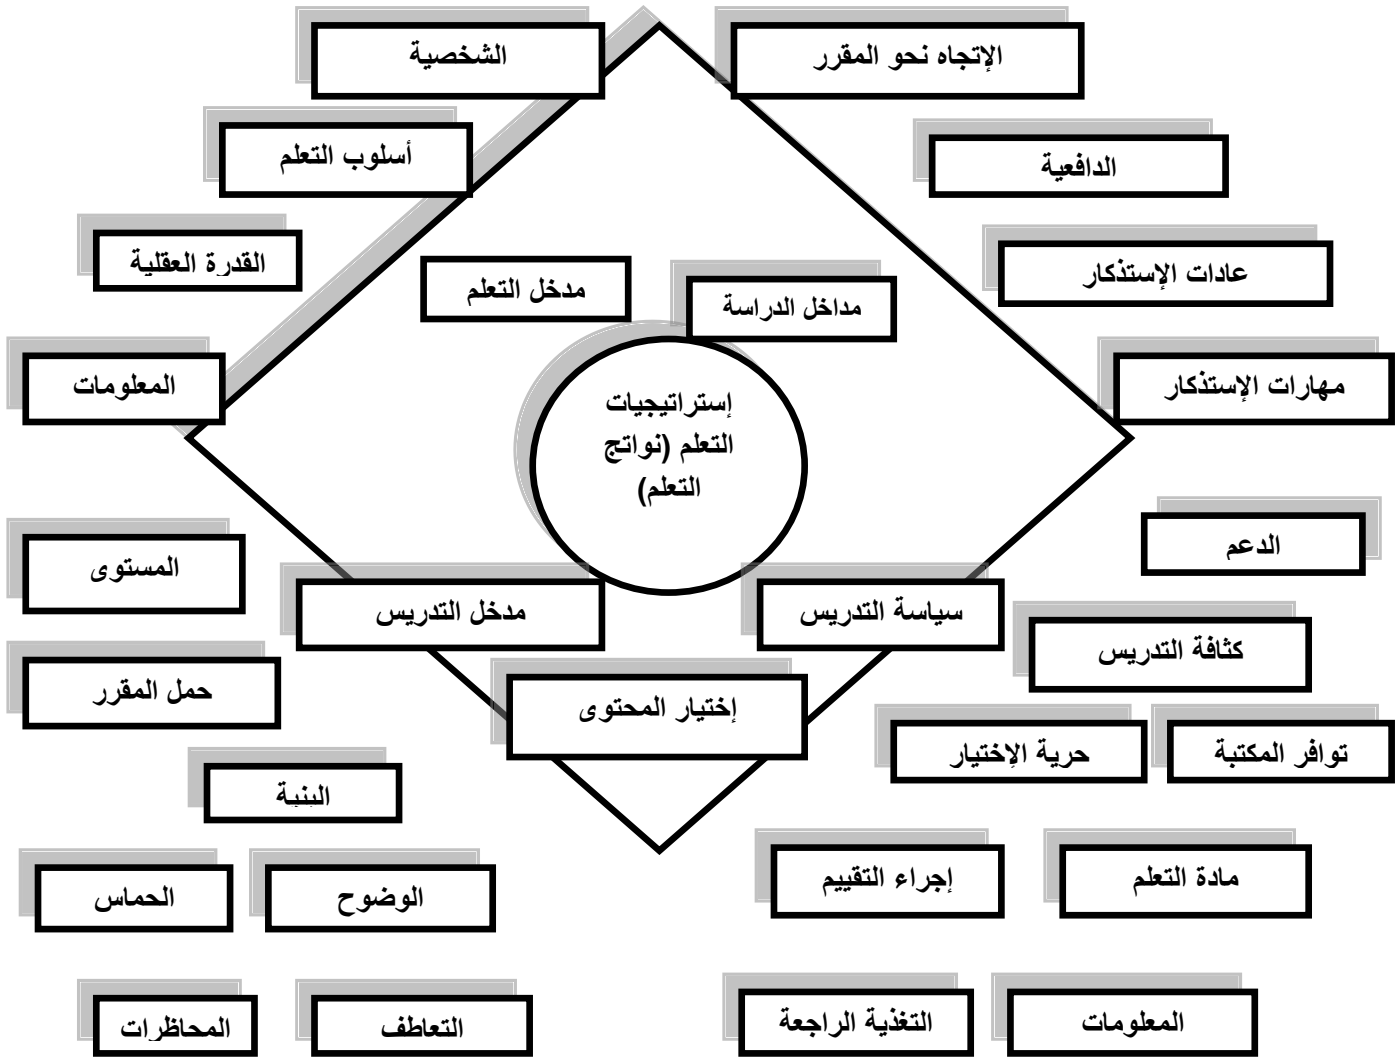 الإتجاه نحو المقرر
الشخصية
أسلوب التعلم
الدافعية
القدرة العقلية
عادات الإستذكار
مدخل التعلم
مداخل الدراسة
المعلومات
مهارات الإستذكار
إستراتيجيات
التعلم (نواتج
التعلم)
الدعم
المستوى
سياسة التدريس
مدخل التدريس
كثافة التدريس
حمل المقرر
إختيار المحتوى
توافر المكتبة
حرية الإختيار
البنية
مادة التعلم
إجراء التقييم
الوضوح
الحماس
المعلومات
التغذية الراجعة
التعاطف
المحاظرات